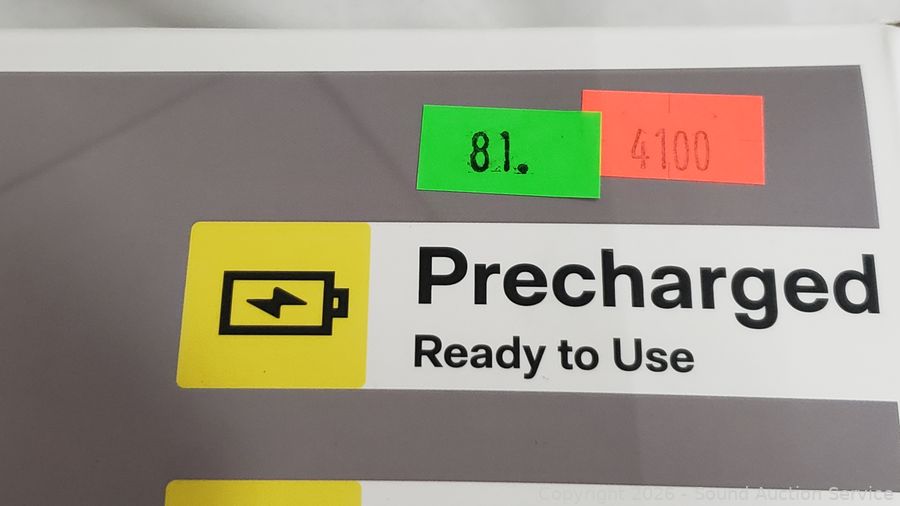 81.
4100
Precharged
Ready to Use
Copyright 2026 - Sound Auction Service